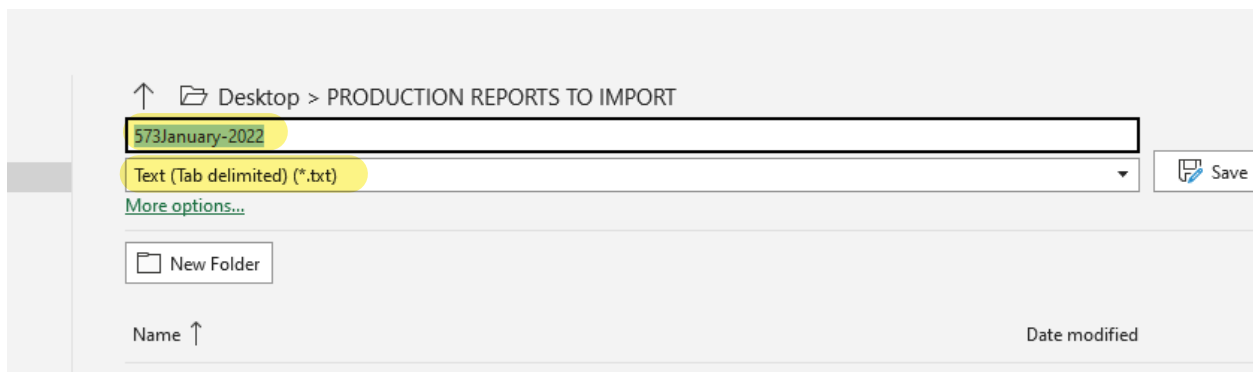 Desktop > PRODUCTION REPORTS TO IMPORT
573January-2022
Text (Tab delimited) (*.txt)
Save
More options...
New Folder
Name
Date modified